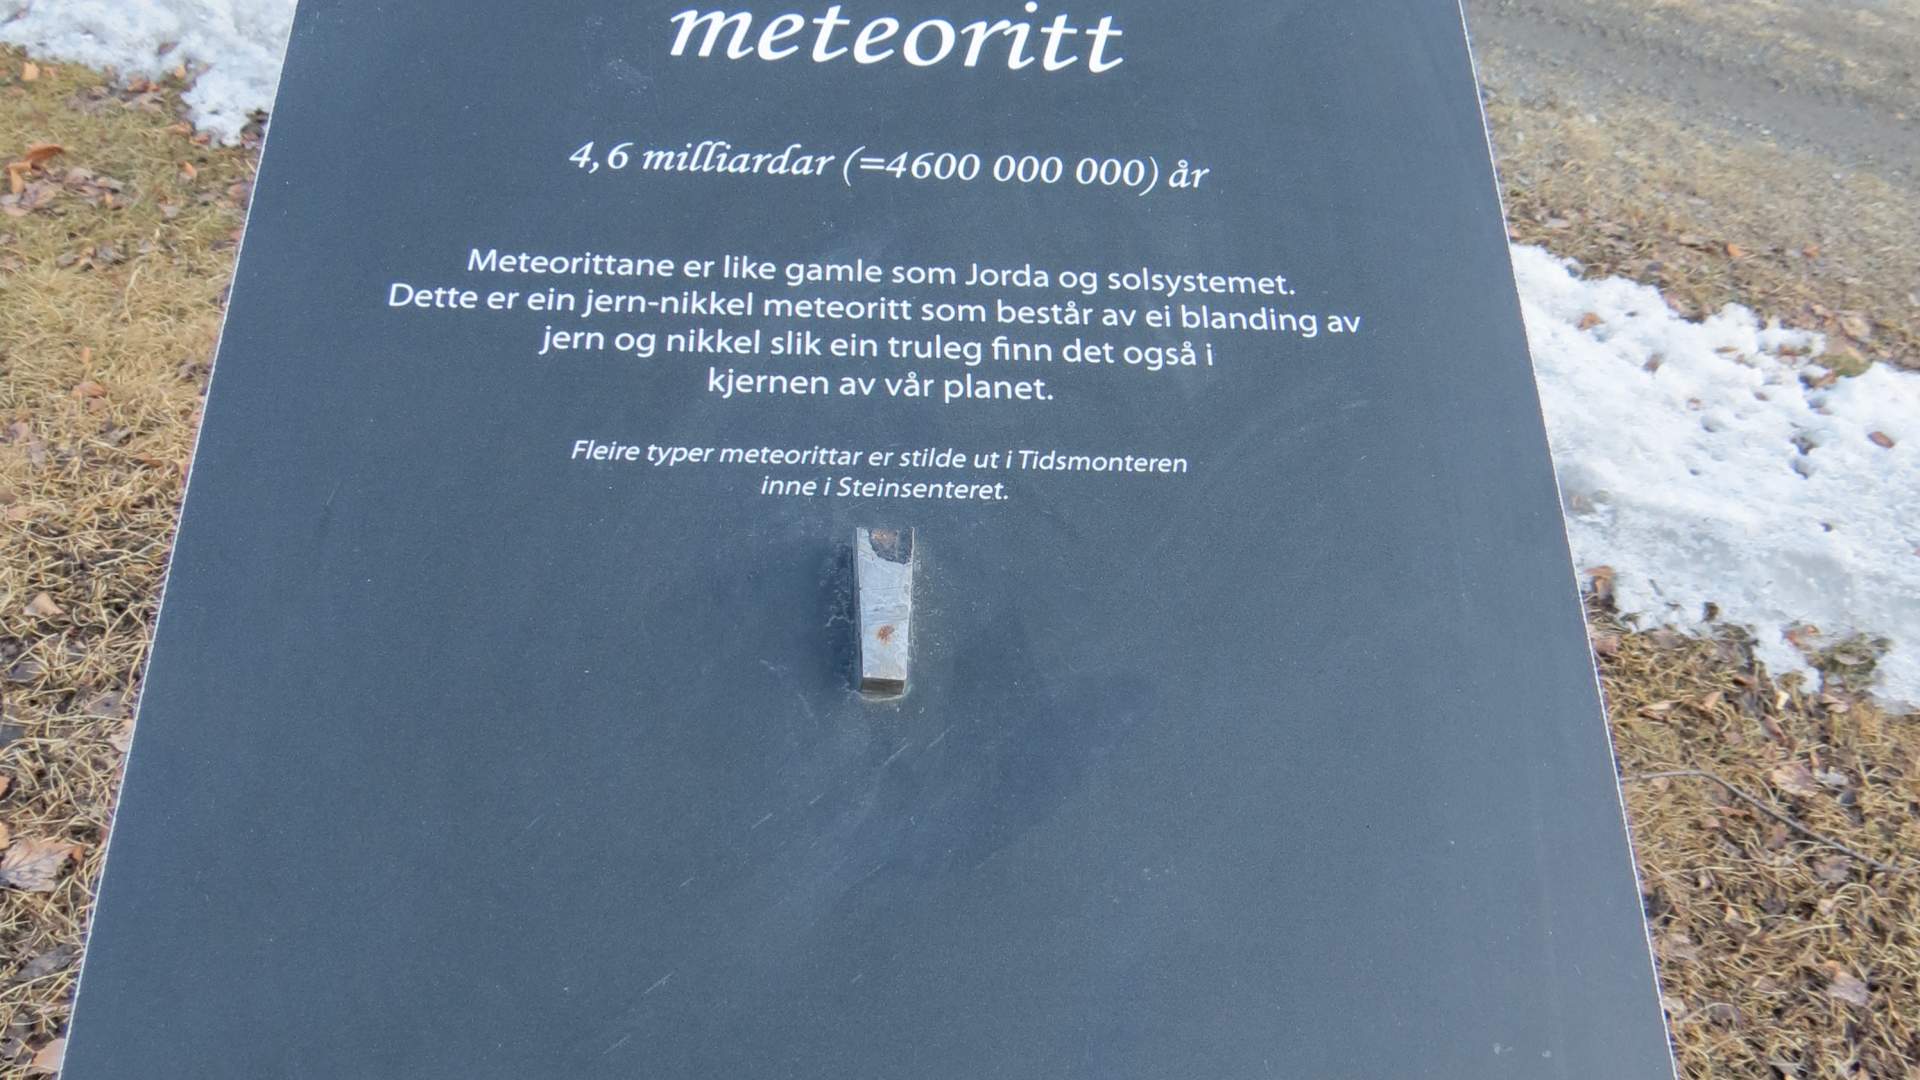 meteoritt
4,6 milliardar (=4600 000 000) år
Meteorittane er like gamle som Jorda og solsystemet.
Dette er ein jern-nikkel meteoritt som består av ei blanding av
jern og nikkel slik ein truleg finn det også i
kjernen av vår planet.
Fleire typer meteorittar er stilde ut i Tidsmonteren
inne i Steinsenteret.